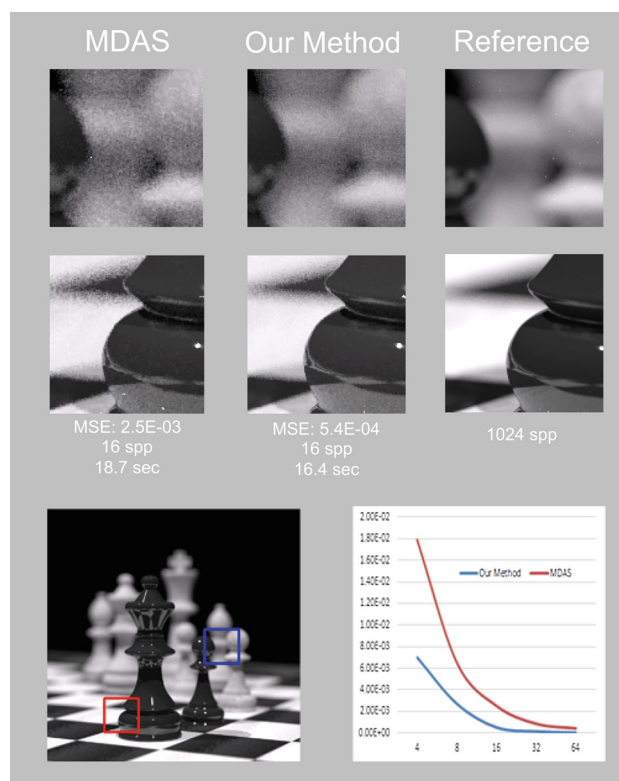 MDAS Our Method Reference
MSE: 2.5E-03 MSE: 5.4E-04 1024 spp
16 spp 16 spp
18.7 sec 16.4 sec
2.00E-02
1.80E-02
1.60E-02
1.40E-02
1.20E-02
1.00E-02
8.00E-03
6.00E-03
4.00E-03
2.00E-03
0.00E+00
Our Method MDAS
4 8 16 32 64